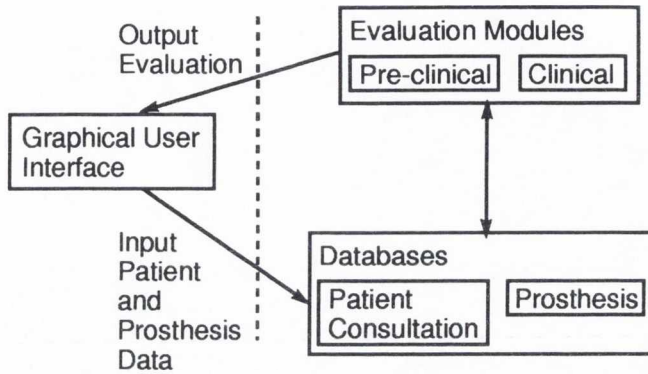 Output
Evaluation
Evaluation Modules
Pre-clinical
Clinical
Graphical User
Interface
Input
Patient
and
Prosthesis
Data
Databases
Patient
Consultation
Prosthesis